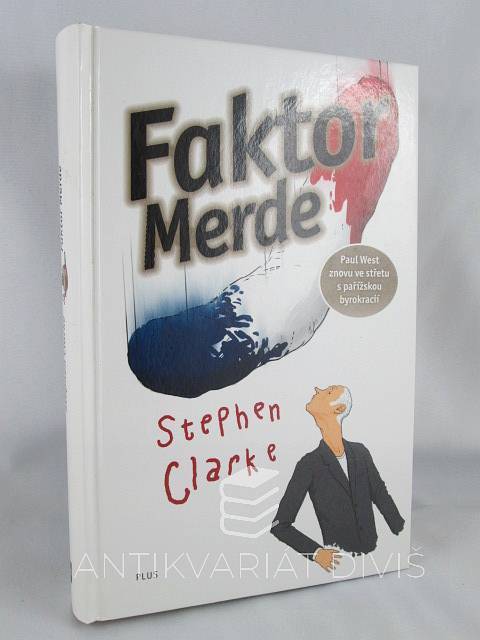 Faktor
Merde
Paul West
znovu ve střetu
s pařížskou
byrokracií
Stephen
Clarke
PLUS
ANTIKVARIÁT DIVIŠ